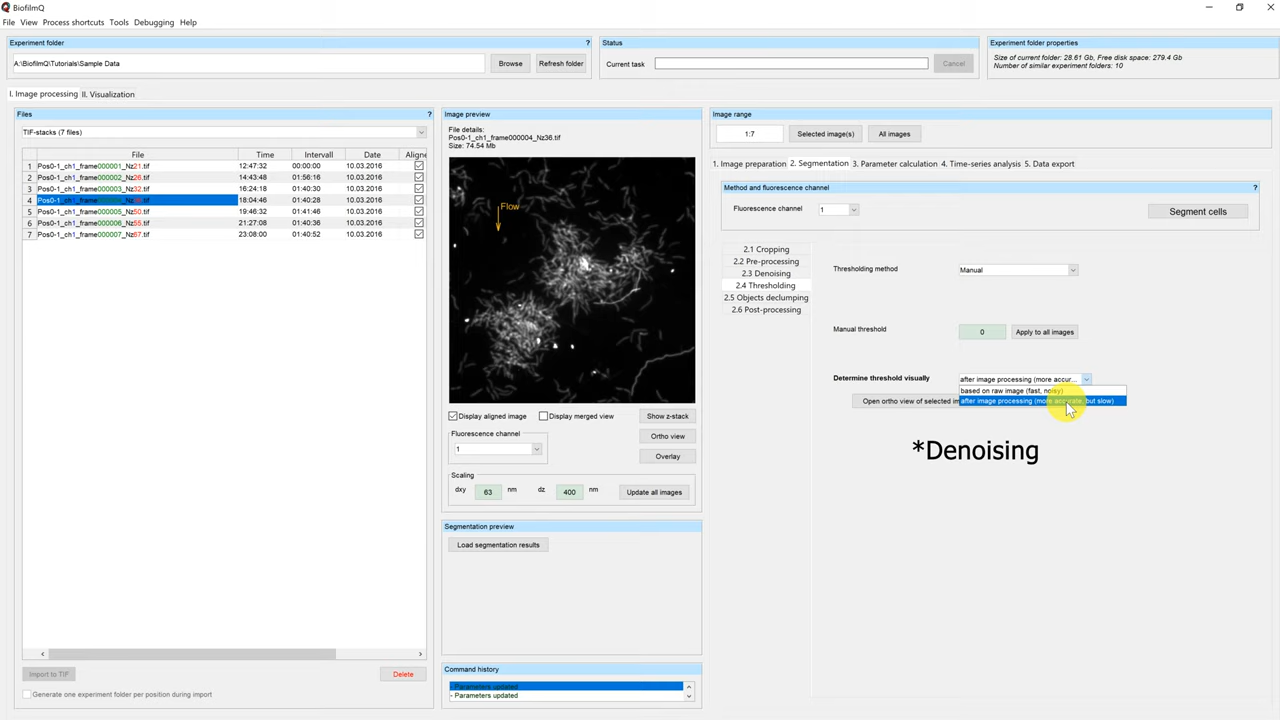 BiofilmQ
File View Process shortcuts Tools Debugging Help
Experiment folder ?
A:\BiofilmQ\Tutorials\Sample Data
Browse
Refresh folder
Status
Current task
Cancel
Experiment folder properties
Size of current folder: 28.61 Gb, Free disk space: 279.4 Gb
Number of similar experiment folders: 10
I. Image processing II. Visualization
Files ?
TIF-stacks (7 files)
File Time Intervall Date Aligne
1 Pos0-1_ch1_frame000001_Nz21.tif 12:47:32 00:00:00 10.03.2016
2 Pos0-1_ch1_frame000002_Nz26.tif 14:43:48 01:56:16 10.03.2016
3 Pos0-1_ch1_frame000003_Nz32.tif 16:24:18 01:40:30 10.03.2016
4 Pos0-1_ch1_frame000004_Nz36.tif 18:04:46 01:40:28 10.03.2016
5 Pos0-1_ch1_frame000005_Nz50.tif 19:46:32 01:41:46 10.03.2016
6 Pos0-1_ch1_frame000006_Nz55.tif 21:27:08 01:40:36 10.03.2016
7 Pos0-1_ch1_frame000007_Nz67.tif 23:08:00 01:40:52 10.03.2016
Import to TIF
Delete
Generate one experiment folder per position during import
Image preview
File details:
Pos0-1_ch1_frame000004_Nz36.tif
Size: 74.54 Mb
Flow
Display aligned image
Display merged view
Show z-stack
Fluorescence channel
1
Ortho view
Overlay
Scaling
dxy 63 nm dz 400 nm
Update all images
Segmentation preview
Load segmentation results
Command history
- Parameters updated
- Parameters updated
Image range
1:7
Selected image(s)
All images
1. Image preparation 2. Segmentation 3. Parameter calculation 4. Time-series analysis 5. Data export
Method and fluorescence channel ?
Fluorescence channel 1
Segment cells
2.1 Cropping
2.2 Pre-processing
2.3 Denoising
2.4 Thresholding
2.5 Objects declumping
2.6 Post-processing
Thresholding method Manual
Manual threshold 0 Apply to all images
Determine threshold visually after image processing (more accur...
based on raw image (fast, noisy)
after image processing (more accurate, but slow)
Open ortho view of selected im
*Denoising